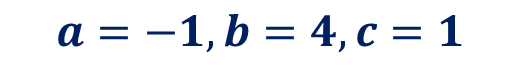 a = −1, b = 4, c = 1